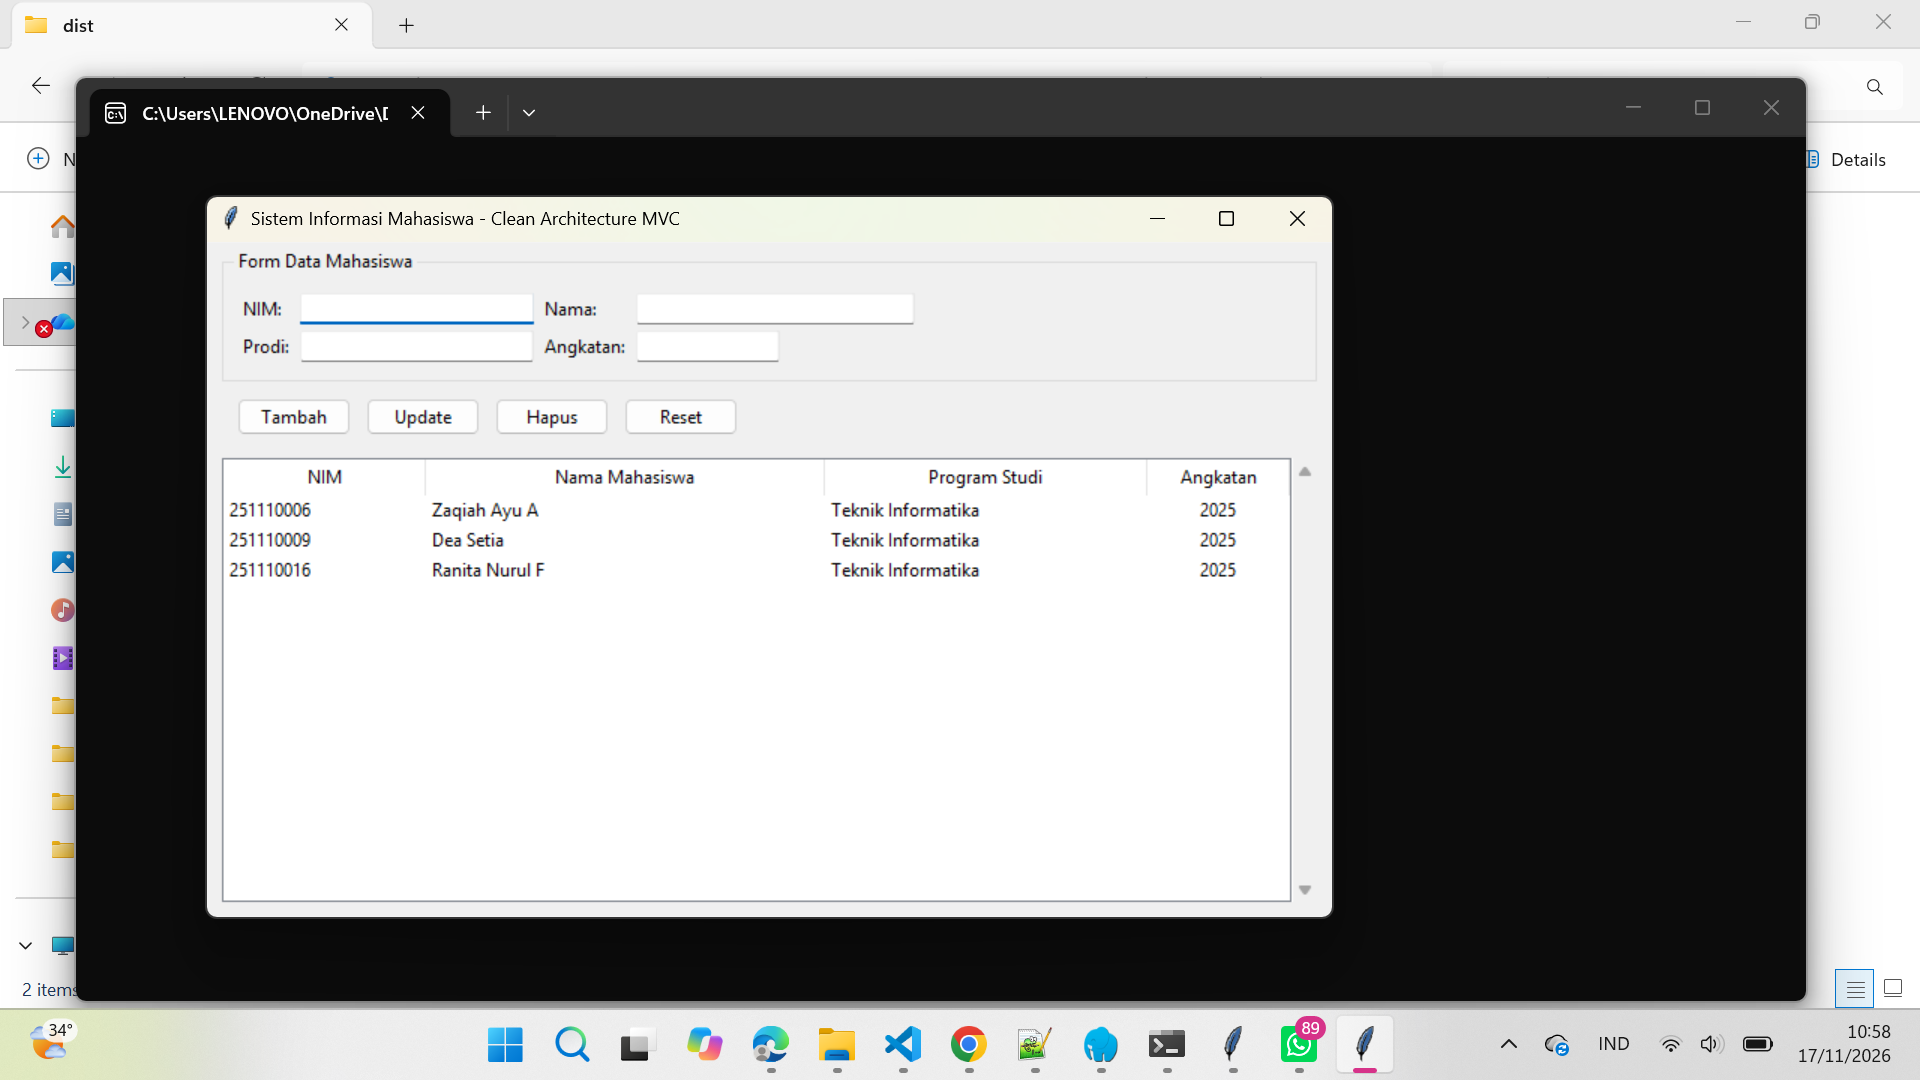 dist
N
Details
C:\Users\LENOVO\OneDrive\D
Sistem Informasi Mahasiswa - Clean Architecture MVC
Form Data Mahasiswa
NIM: Nama:
Prodi: Angkatan:
Tambah Update Hapus Reset
NIM Nama Mahasiswa Program Studi Angkatan
251110006 Zaqiah Ayu A Teknik Informatika 2025
251110009 Dea Setia Teknik Informatika 2025
251110016 Ranita Nurul F Teknik Informatika 2025
2 items
34°
89
IND
10:58
17/11/2026